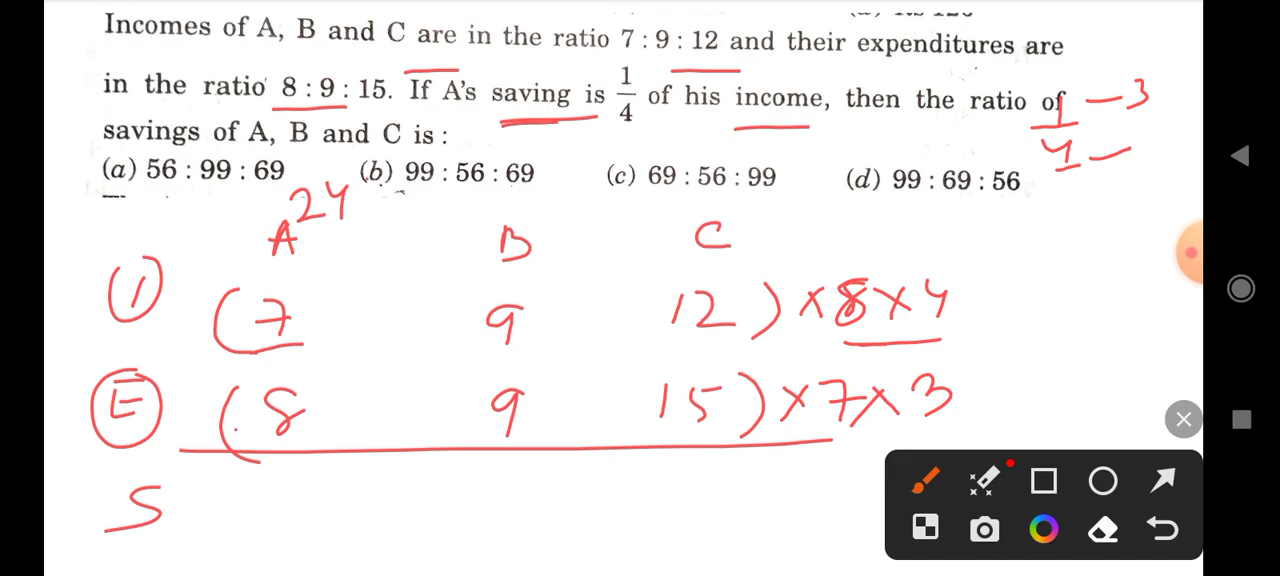 Incomes of A, B and C are in the ratio 7 : 9 : 12 and their expenditures are
in the ratio 8 : 9 : 15. If A's saving is 1/4 of his income, then the ratio of
savings of A, B and C is :
(a) 56 : 99 : 69 (b) 99 : 56 : 69 (c) 69 : 56 : 99 (d) 99 : 69 : 56
1 — 3
4 —
24
A B C
I (7 9 12) × 8 × 4
E (8 9 15) × 7 × 3
S